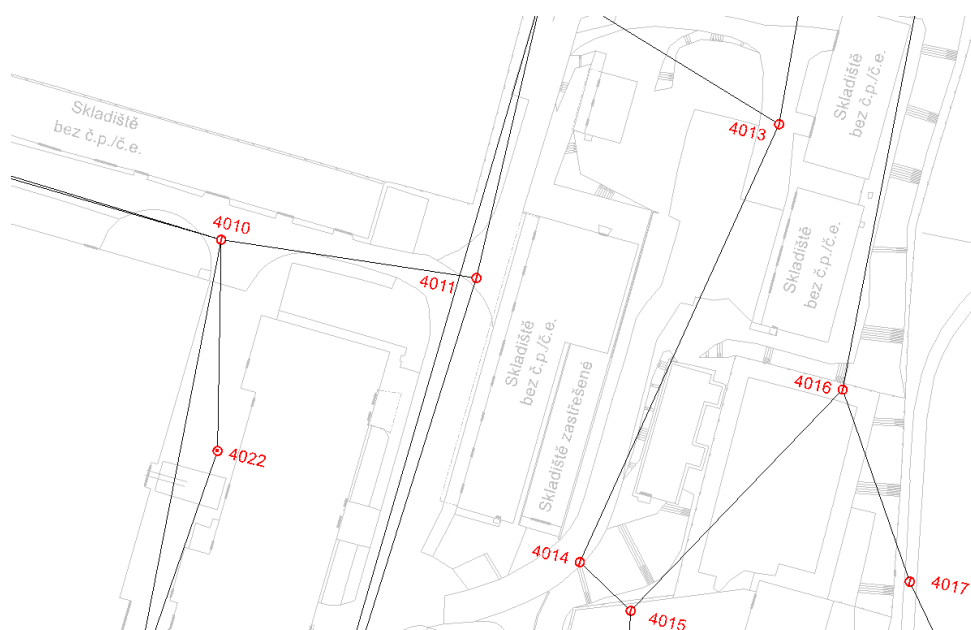 Skladiště
bez č.p./č.e.
Skladiště
bez č.p./č.e.
4013
4010
4011
Skladiště
bez č.p./č.e.
Skladiště
bez č.p./č.e.
Skladiště zastřešené
4016
4022
4014
4017
4015